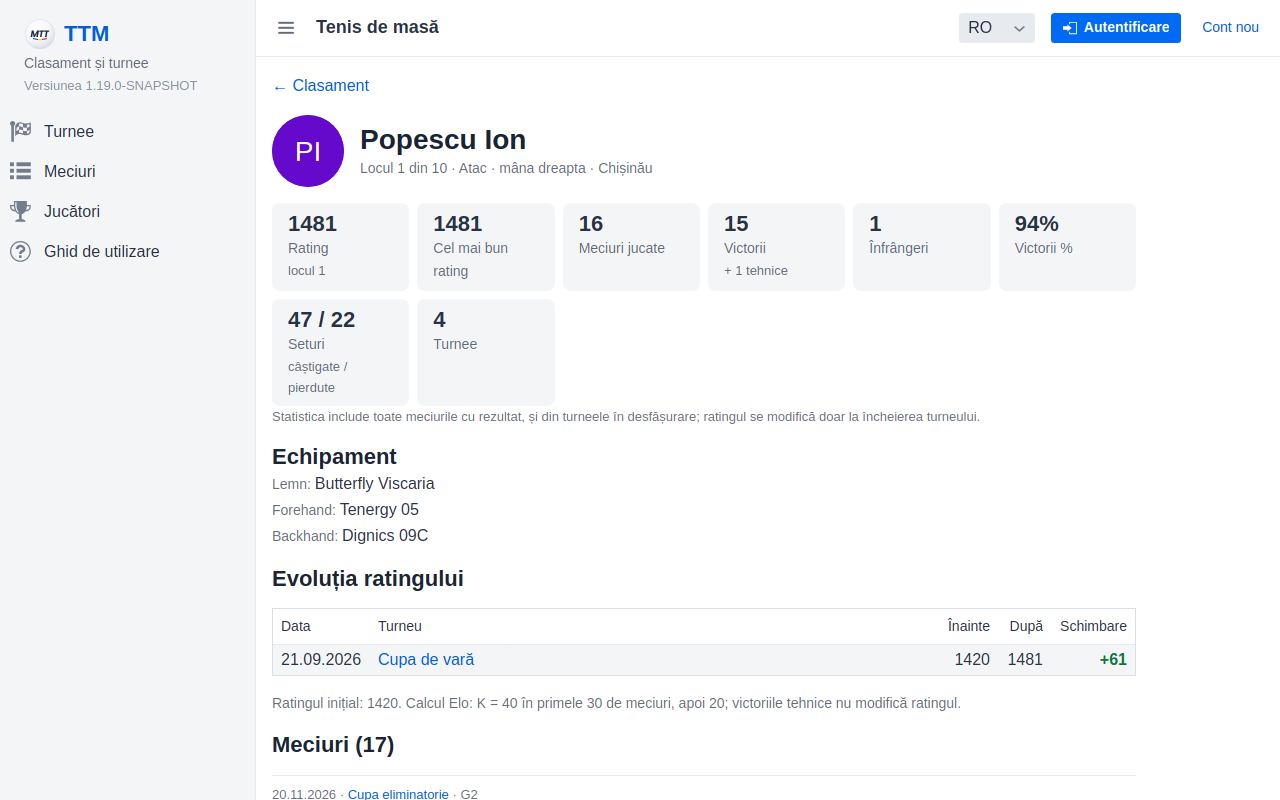 MTT TTM
Clasament și turnee
Versiunea 1.19.0-SNAPSHOT
Turnee
Meciuri
Jucători
Ghid de utilizare
Tenis de masă
RO
Autentificare
Cont nou
← Clasament
PI
Popescu Ion
Locul 1 din 10 · Atac · mâna dreapta · Chișinău
1481
Rating
locul 1
1481
Cel mai bun
rating
16
Meciuri jucate
15
Victorii
+ 1 tehnice
1
Înfrângeri
94%
Victorii %
47 / 22
Seturi
câștigate /
pierdute
4
Turnee
Statistica include toate meciurile cu rezultat, și din turneele în desfășurare; ratingul se modifică doar la încheierea turneului.
Echipament
Lemn: Butterfly Viscaria
Forehand: Tenergy 05
Backhand: Dignics 09C
Evoluția ratingului
Data Turneu Înainte După Schimbare
21.09.2026 Cupa de vară 1420 1481 +61
Ratingul inițial: 1420. Calcul Elo: K = 40 în primele 30 de meciuri, apoi 20; victoriile tehnice nu modifică ratingul.
Meciuri (17)
20.11.2026 · Cupa eliminatorie · G2